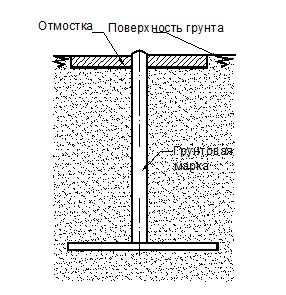 Отмостка
Поверхность грунта
Грунтовая
марка